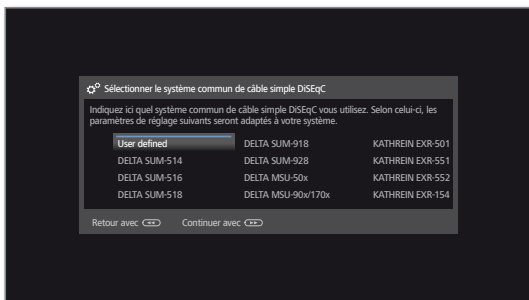 Sélectionner le système commun de câble simple DiSEqC
Indiquez ici quel système commun de câble simple DiSEqC vous utilisez. Selon celui-ci, les
paramètres de réglage suivants seront adaptés à votre système.
User defined DELTA SUM-918 KATHREIN EXR-501
DELTA SUM-514 DELTA SUM-928 KATHREIN EXR-551
DELTA SUM-516 DELTA MSU-50x KATHREIN EXR-552
DELTA SUM-518 DELTA MSU-90x/170x KATHREIN EXR-154
Retour avec Continuer avec